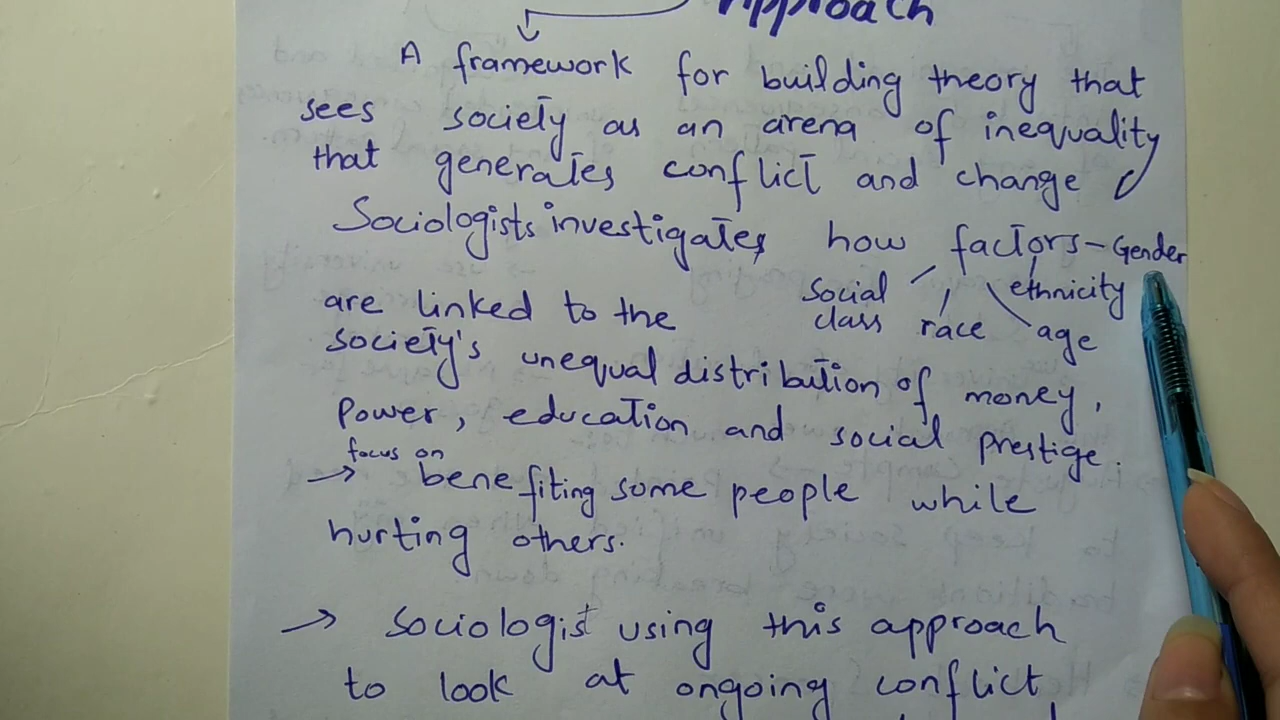 Approach
A framework for building theory that
sees society as an arena of inequality
that generates conflict and change
Sociologists investigates how factors - Gender
social class race age ethnicity
are linked to the
society's unequal distribution of money,
power, education and social prestige.
focus on
→ benefiting some people while
hurting others.
→ Sociologist using this approach
to look at ongoing conflict